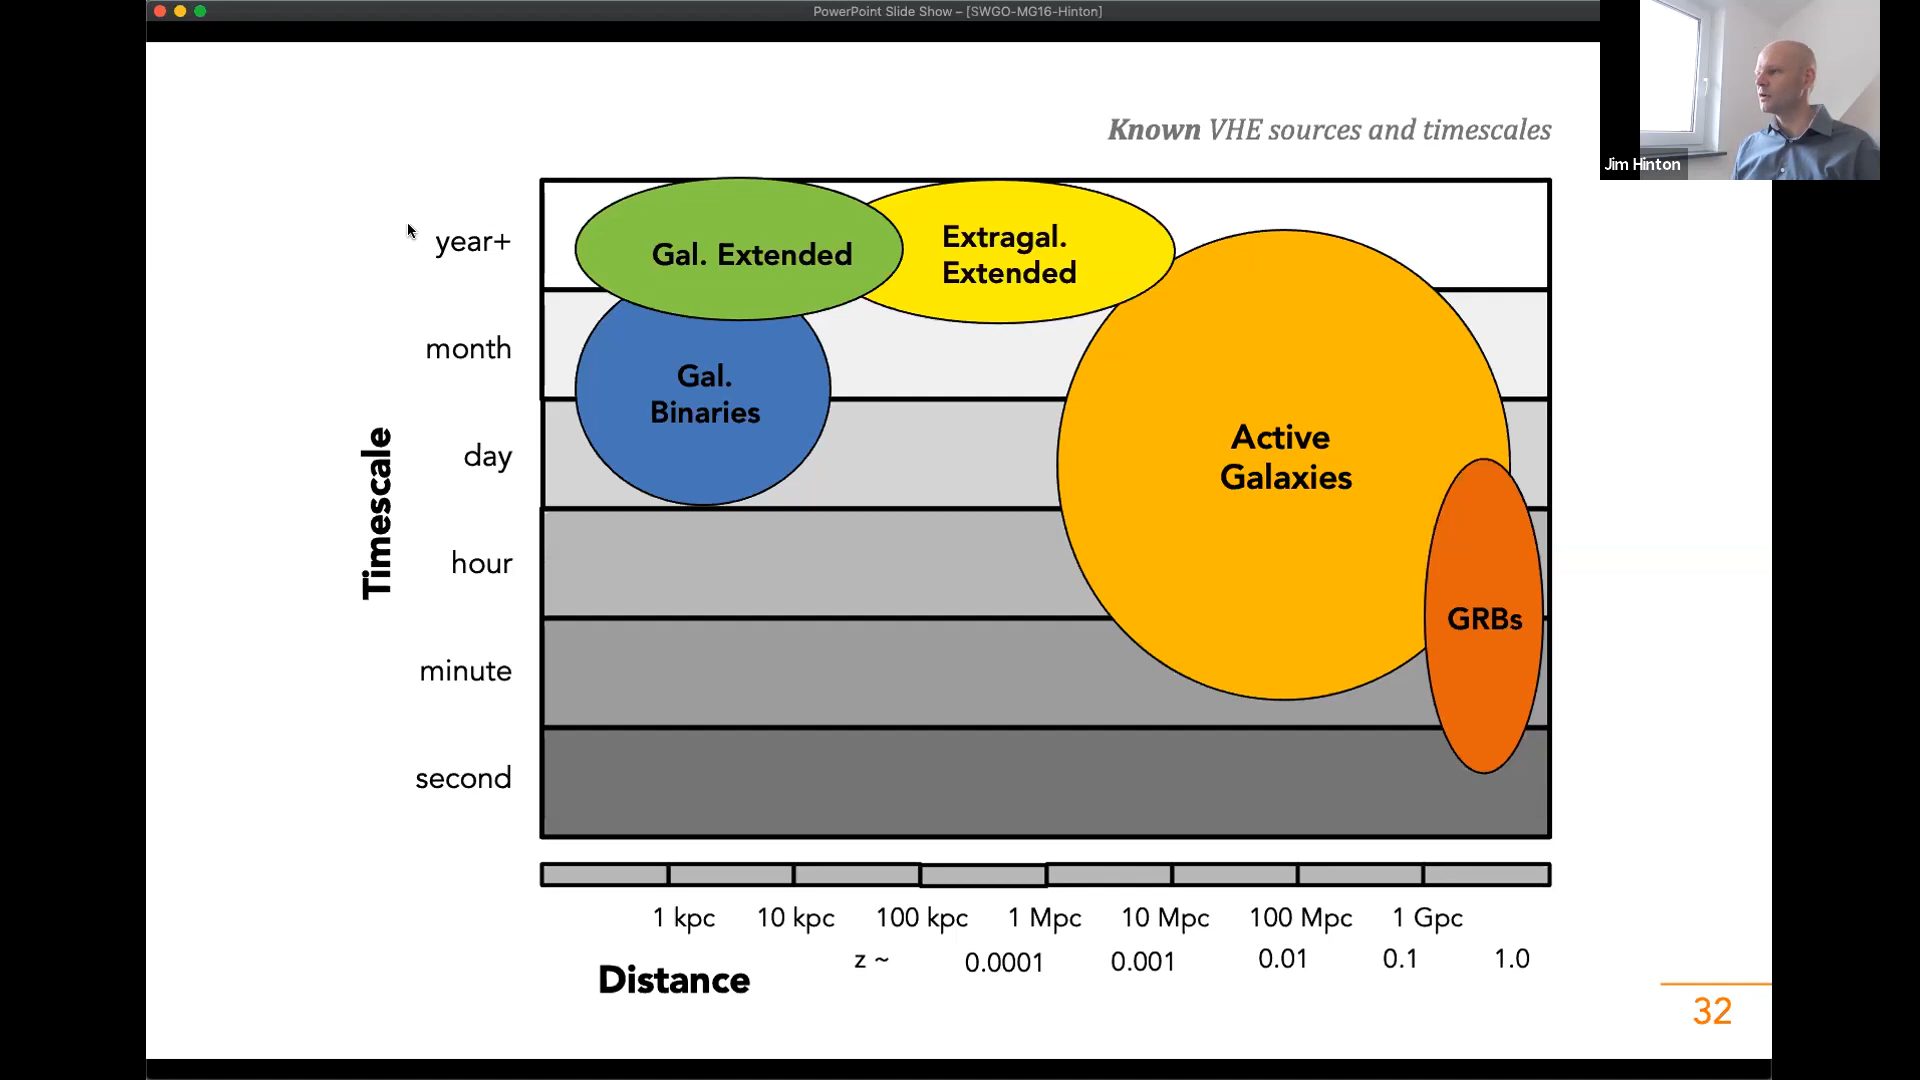 PowerPoint Slide Show – [SWGO-MG16-Hinton]
Jim Hinton
Known VHE sources and timescales
Timescale
year+
month
day
hour
minute
second
Gal. Extended
Extragal.
Extended
Gal.
Binaries
Active
Galaxies
GRBs
1 kpc 10 kpc 100 kpc 1 Mpc 10 Mpc 100 Mpc 1 Gpc
z ~ 0.0001 0.001 0.01 0.1 1.0
Distance
32